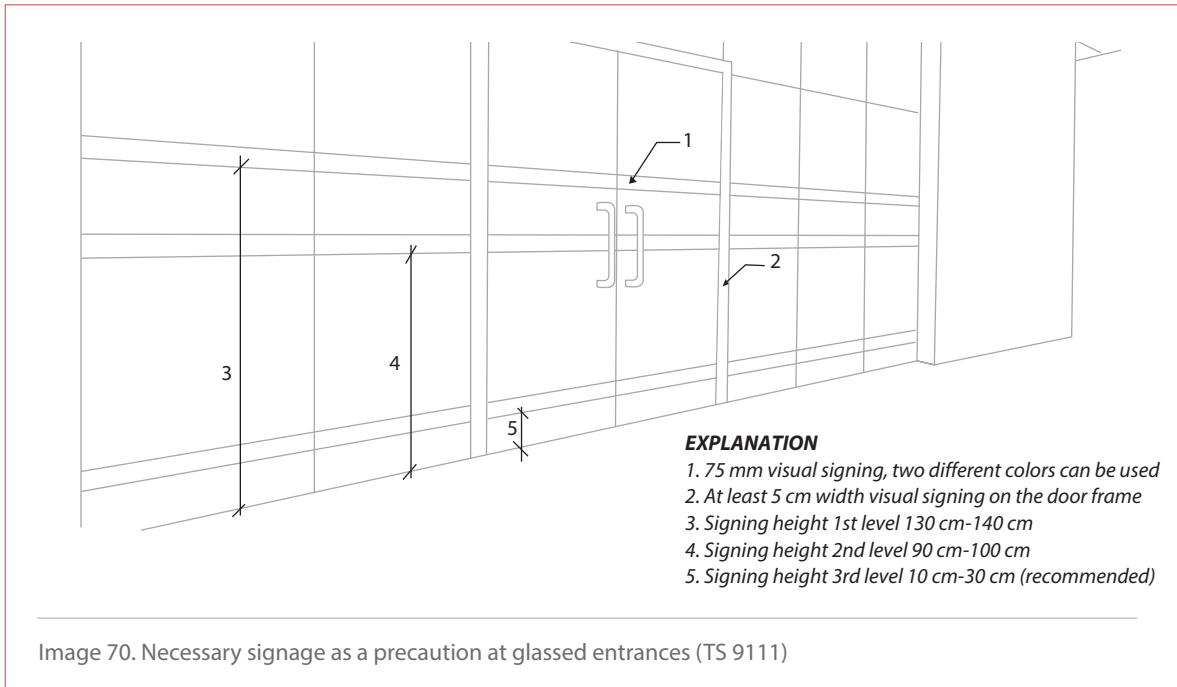 1
2
3
4
5
EXPLANATION
1. 75 mm visual signing, two different colors can be used
2. At least 5 cm width visual signing on the door frame
3. Signing height 1st level 130 cm-140 cm
4. Signing height 2nd level 90 cm-100 cm
5. Signing height 3rd level 10 cm-30 cm (recommended)
Image 70. Necessary signage as a precaution at glassed entrances (TS 9111)